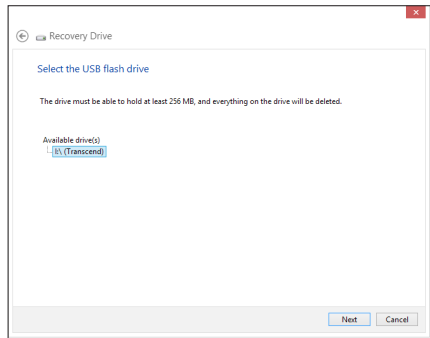 Recovery Drive
Select the USB flash drive
The drive must be able to hold at least 256 MB, and everything on the drive will be deleted.
Available drive(s)
I:\ (Transcend)
Next Cancel